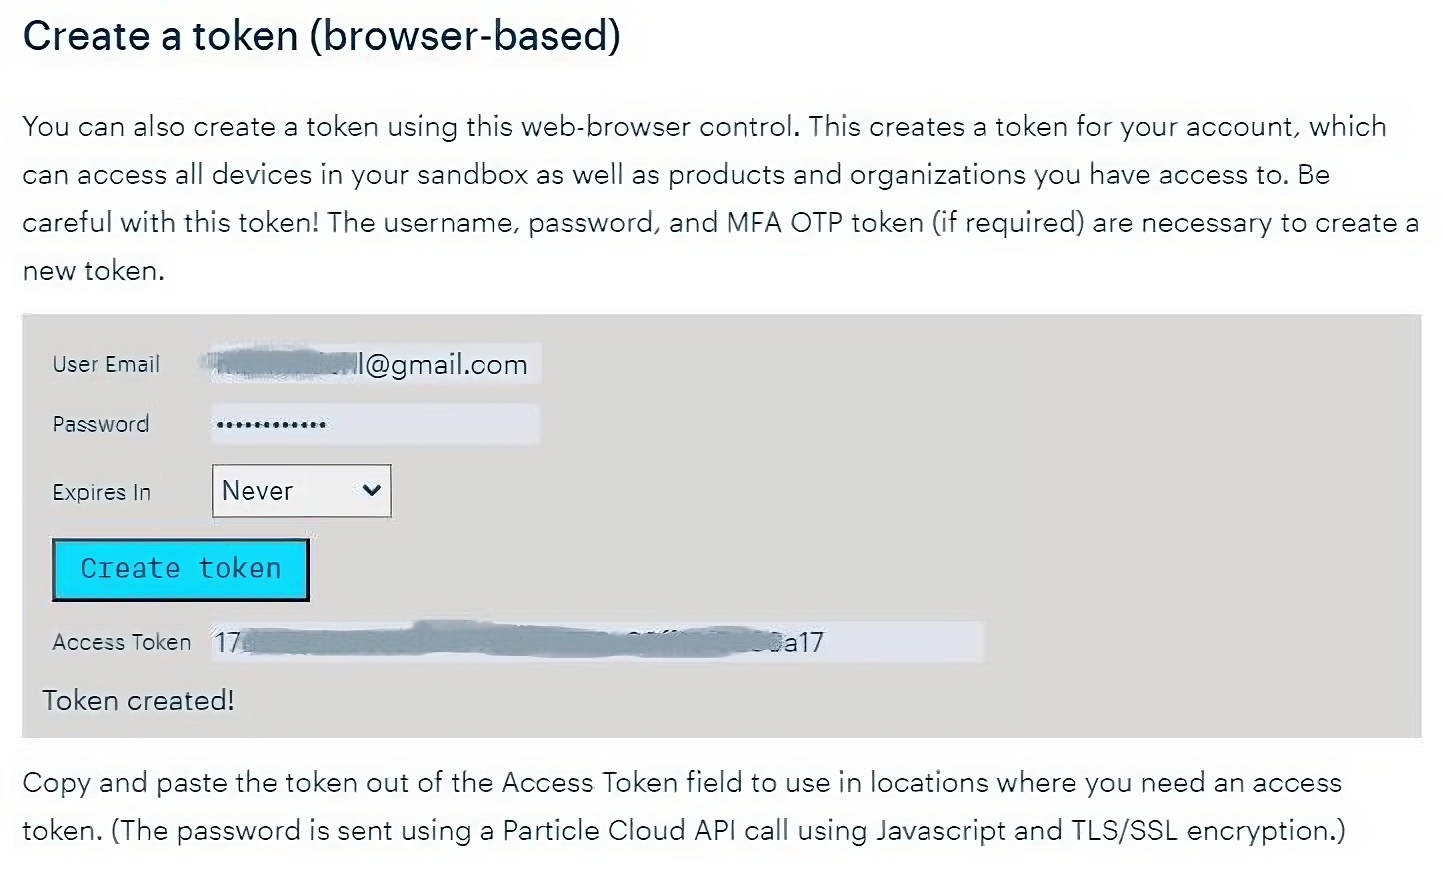 Create a token (browser-based)
You can also create a token using this web-browser control. This creates a token for your account, which
can access all devices in your sandbox as well as products and organizations you have access to. Be
careful with this token! The username, password, and MFA OTP token (if required) are necessary to create a
new token.
User Email @gmail.com
Password ••••••••••••
Expires In Never
Create token
Access Token
Token created!
Copy and paste the token out of the Access Token field to use in locations where you need an access
token. (The password is sent using a Particle Cloud API call using Javascript and TLS/SSL encryption.)